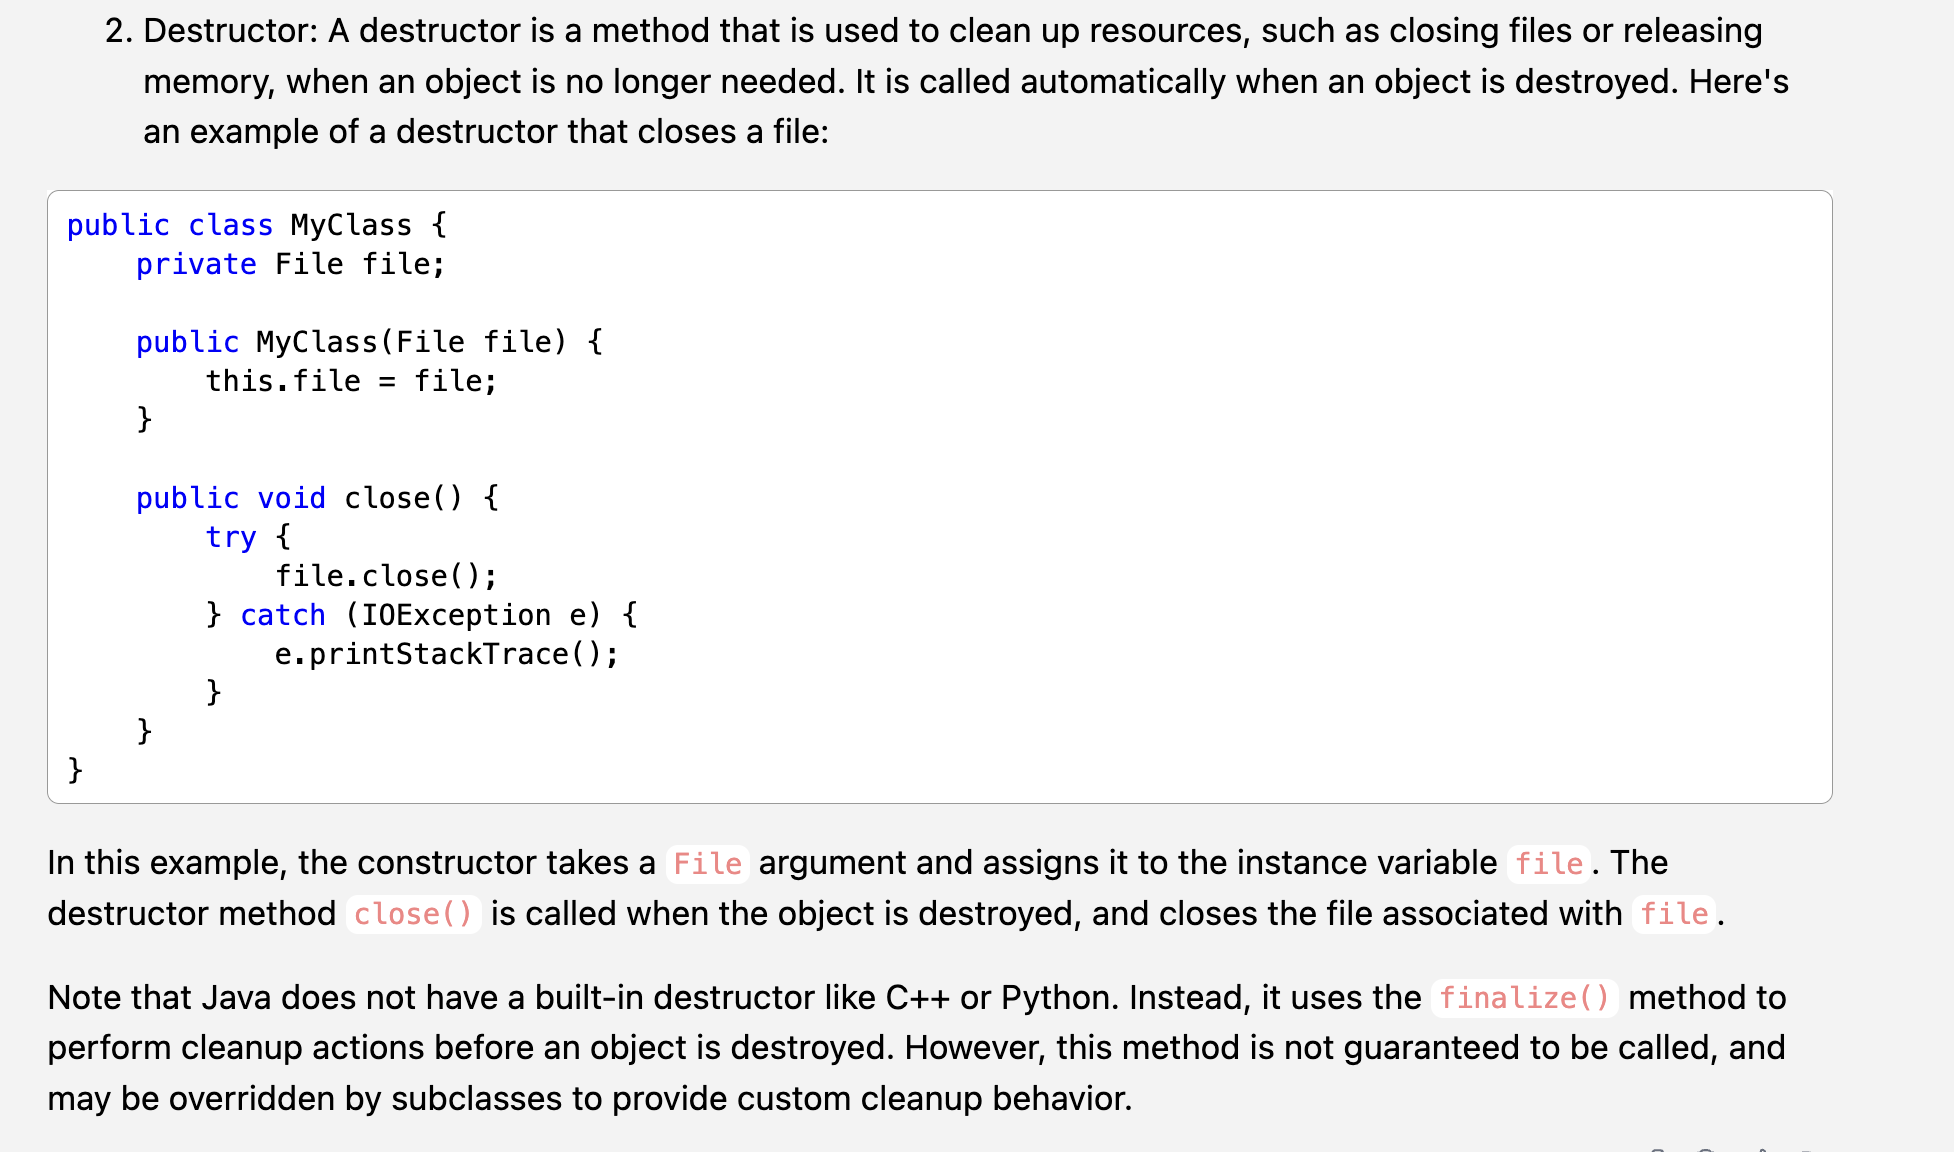 2. Destructor: A destructor is a method that is used to clean up resources, such as closing files or releasing
memory, when an object is no longer needed. It is called automatically when an object is destroyed. Here's
an example of a destructor that closes a file:
public class MyClass {
    private File file;
    public MyClass(File file) {
        this.file = file;
    }
    public void close() {
        try {
            file.close();
        } catch (IOException e) {
            e.printStackTrace();
        }
    }
}
In this example, the constructor takes a File argument and assigns it to the instance variable file. The
destructor method close() is called when the object is destroyed, and closes the file associated with file.
Note that Java does not have a built-in destructor like C++ or Python. Instead, it uses the finalize() method to
perform cleanup actions before an object is destroyed. However, this method is not guaranteed to be called, and
may be overridden by subclasses to provide custom cleanup behavior.